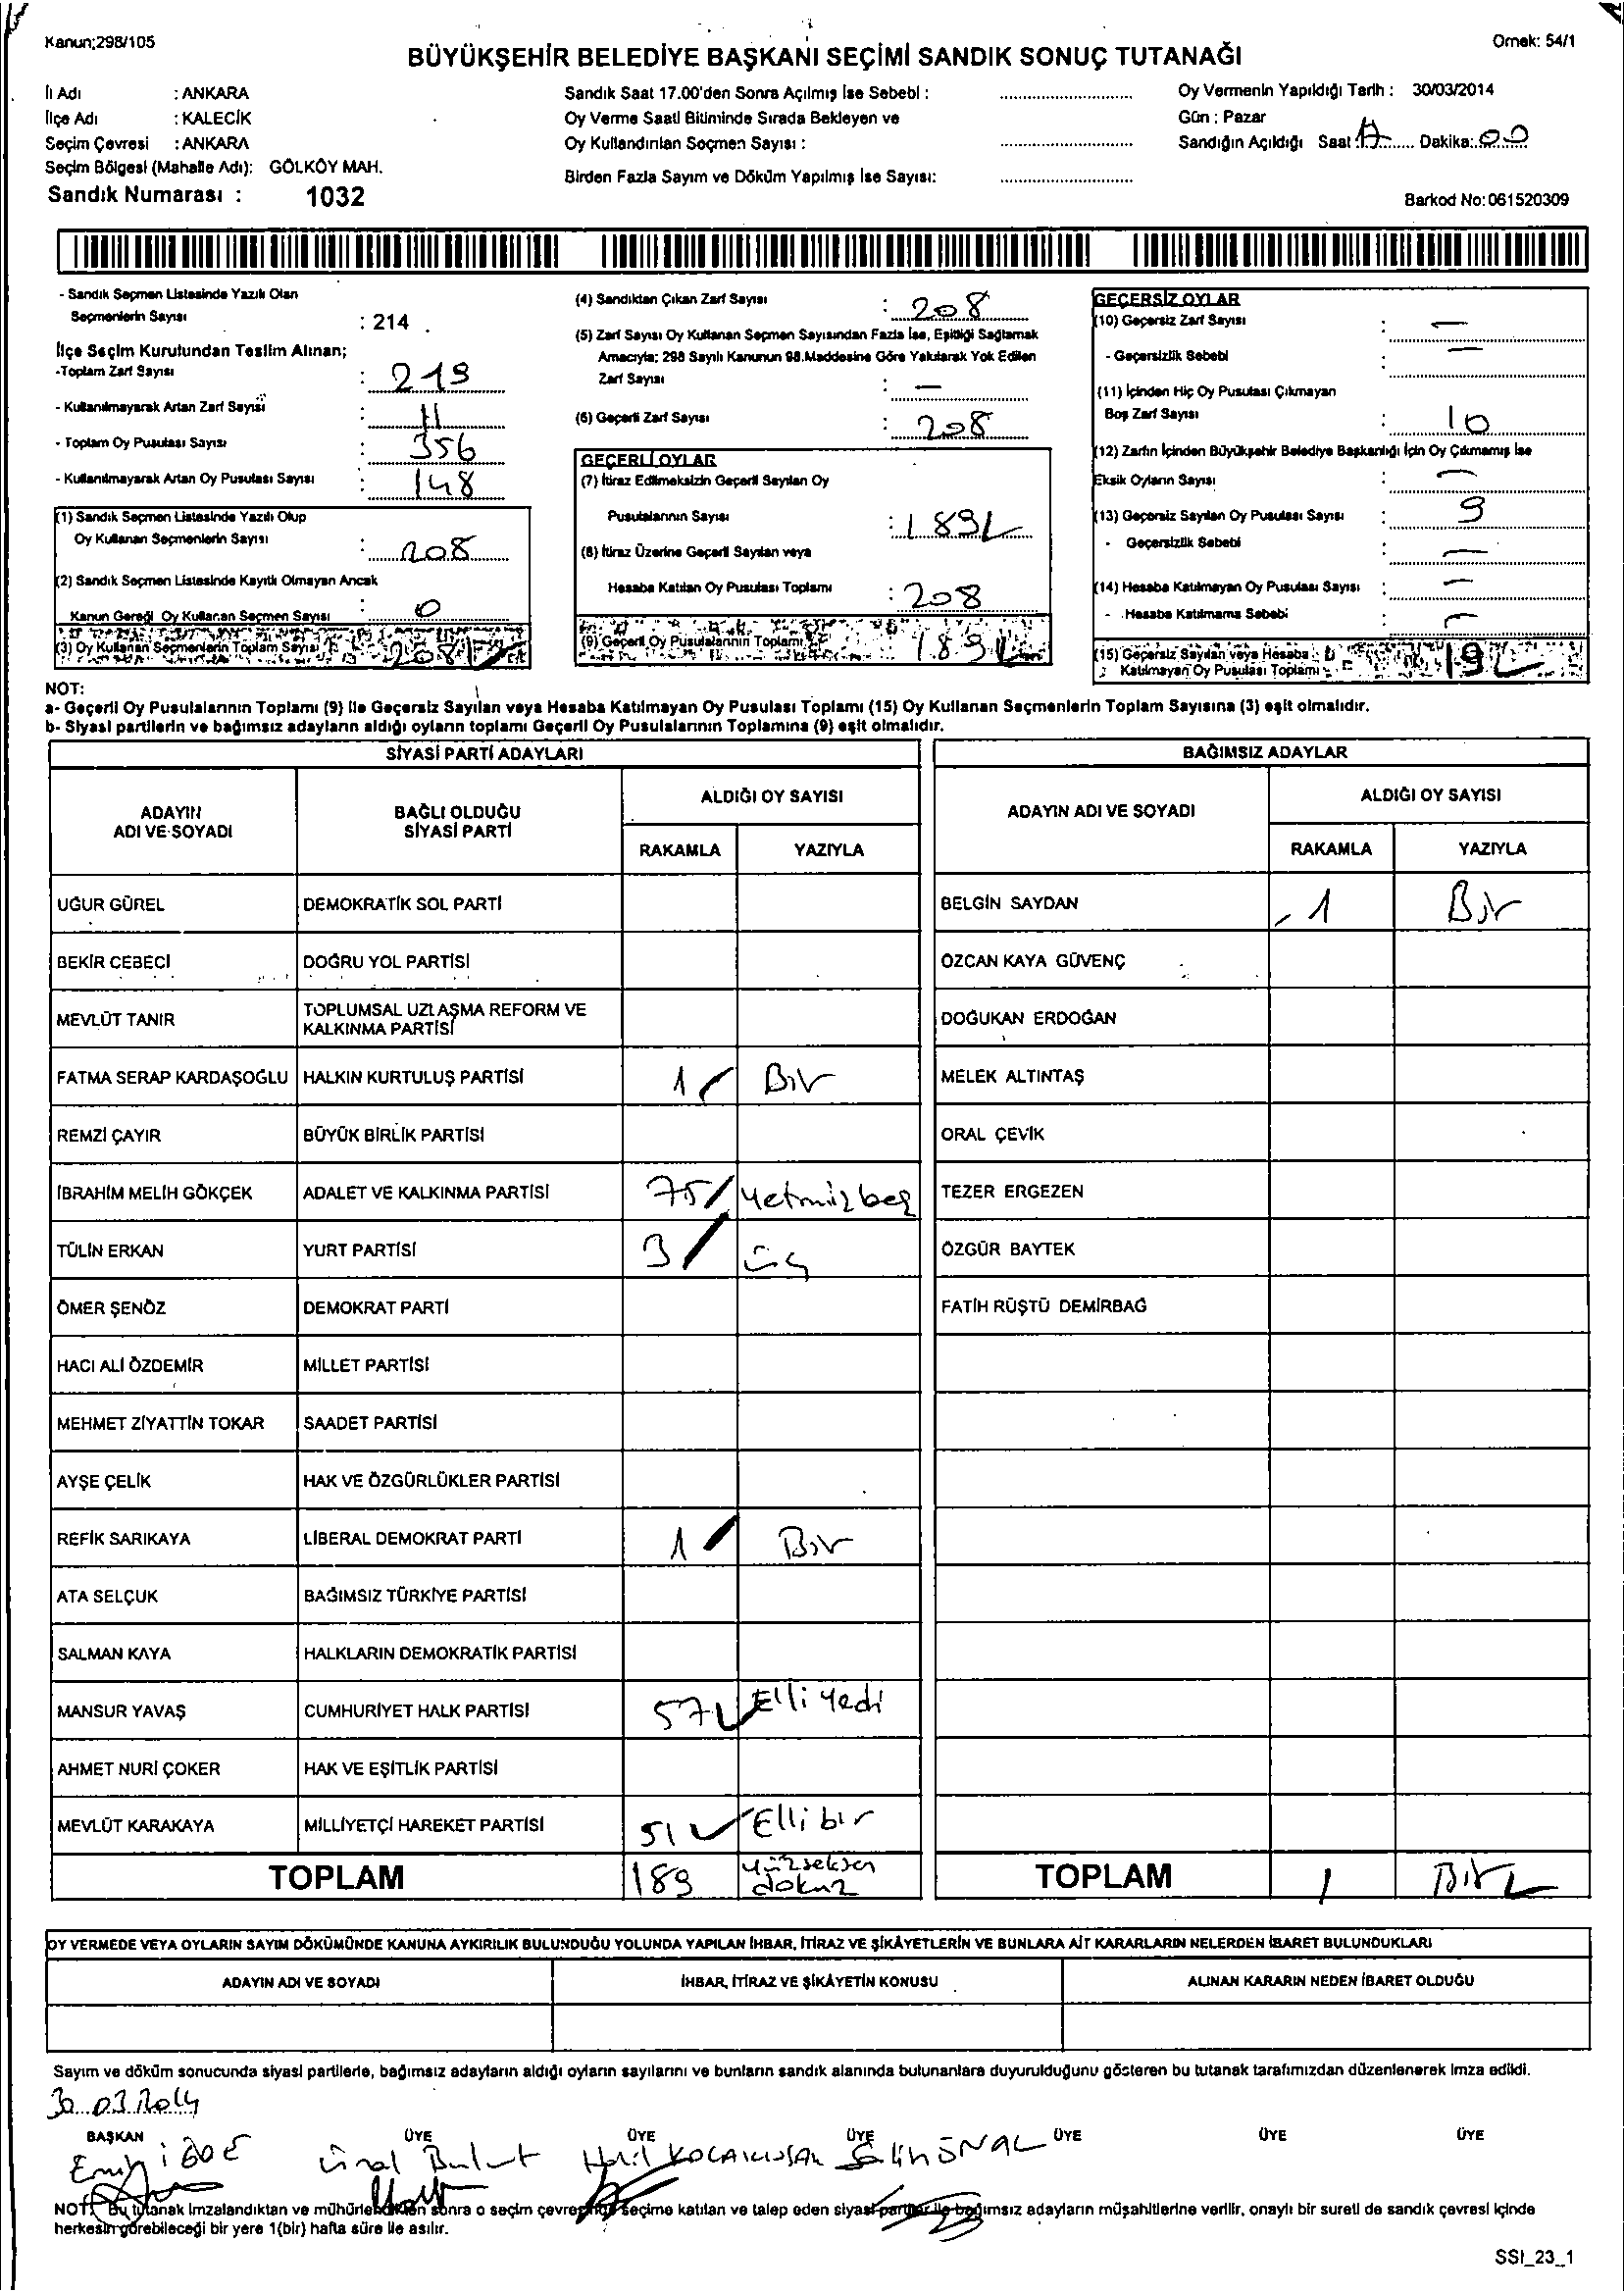 Kanun;298/105
Örnek: 54/1
BÜYÜKŞEHİR BELEDİYE BAŞKANI SEÇİMİ SANDIK SONUÇ TUTANAĞI
İl Adı : ANKARA
İlçe Adı : KALECİK
Seçim Çevresi : ANKARA
Seçim Bölgesi (Mahalle Adı): GÖLKÖY MAH.
Sandık Numarası : 1032
Sandık Saat 17.00'den Sonra Açılmış İse Sebebi :
Oy Verme Saati Bitiminde Sırada Bekleyen ve
Oy Kullandırılan Seçmen Sayısı :
Birden Fazla Sayım ve Döküm Yapılmış İse Sayısı:
Oy Vermenin Yapıldığı Tarih : 30/03/2014
Gün : Pazar
Sandığın Açıldığı Saat : 17 Dakika: 00
Barkod No: 061520309
- Sandık Seçmen Listesinde Yazılı Olan
Seçmenlerin Sayısı : 214
İlçe Seçim Kurulundan Teslim Alınan;
-Toplam Zarf Sayısı : 219
- Kullanılmayarak Artan Zarf Sayısı : 11
- Toplam Oy Pusulası Sayısı : 356
- Kullanılmayarak Artan Oy Pusulası Sayısı : 148
(1) Sandık Seçmen Listesinde Yazılı Olup
Oy Kullanan Seçmenlerin Sayısı : 208
(2) Sandık Seçmen Listesinde Kayıtlı Olmayan Ancak
Kanun Gereği Oy Kullanan Seçmen Sayısı : 0
(3) Oy Kullanan Seçmenlerin Toplam Sayısı 208
(4) Sandıktan Çıkan Zarf Sayısı : 208
(5) Zarf Sayısı Oy Kullanan Seçmen Sayısından Fazla İse, Eşitliği Sağlamak
Amacıyla; 298 Sayılı Kanunun 98.Maddesine Göre Yakılarak Yok Edilen
Zarf Sayısı : —
(6) Geçerli Zarf Sayısı : 208
GEÇERLİ OYLAR
(7) İtiraz Edilmeksizin Geçerli Sayılan Oy
Pusulalarının Sayısı : 189
(8) İtiraz Üzerine Geçerli Sayılan veya
Hesaba Katılan Oy Pusulası Toplamı : 208
(9) Geçerli Oy Pusulalarının Toplamı 189
GEÇERSİZ OYLAR
(10) Geçersiz Zarf Sayısı : —
- Geçersizlik Sebebi : —
(11) İçinden Hiç Oy Pusulası Çıkmayan
Boş Zarf Sayısı : 10
(12) Zarfın İçinden Büyükşehir Belediye Başkanlığı İçin Oy Çıkmamış İse
Eksik Oyların Sayısı : —
(13) Geçersiz Sayılan Oy Pusulası Sayısı : 9
- Geçersizlik Sebebi : —
(14) Hesaba Katılmayan Oy Pusulası Sayısı : —
- Hesaba Katılmama Sebebi : —
(15) Geçersiz Sayılan veya Hesaba
Katılmayan Oy Pusulası Toplamı 19
NOT:
a- Geçerli Oy Pusulalarının Toplamı (9) ile Geçersiz Sayılan veya Hesaba Katılmayan Oy Pusulası Toplamı (15) Oy Kullanan Seçmenlerin Toplam Sayısına (3) eşit olmalıdır.
b- Siyasi partilerin ve bağımsız adayların aldığı oyların toplamı Geçerli Oy Pusulalarının Toplamına (9) eşit olmalıdır.
SİYASİ PARTİ ADAYLARI
ADAYIN ADI VE SOYADI BAĞLI OLDUĞU SİYASİ PARTİ ALDIĞI OY SAYISI
RAKAMLA YAZIYLA
UĞUR GÜREL DEMOKRATİK SOL PARTİ
BEKİR CEBECİ DOĞRU YOL PARTİSİ
MEVLÜT TANIR TOPLUMSAL UZLAŞMA REFORM VE KALKINMA PARTİSİ
FATMA SERAP KARDAŞOĞLU HALKIN KURTULUŞ PARTİSİ 1 Bir
REMZİ ÇAYIR BÜYÜK BİRLİK PARTİSİ
İBRAHİM MELİH GÖKÇEK ADALET VE KALKINMA PARTİSİ 75 Yetmiş beş
TÜLİN ERKAN YURT PARTİSİ 3 üç
ÖMER ŞENÖZ DEMOKRAT PARTİ
HACI ALİ ÖZDEMİR MİLLET PARTİSİ
MEHMET ZİYATTİN TOKAR SAADET PARTİSİ
AYŞE ÇELİK HAK VE ÖZGÜRLÜKLER PARTİSİ
REFİK SARIKAYA LİBERAL DEMOKRAT PARTİ 1 Bir
ATA SELÇUK BAĞIMSIZ TÜRKİYE PARTİSİ
SALMAN KAYA HALKLARIN DEMOKRATİK PARTİSİ
MANSUR YAVAŞ CUMHURİYET HALK PARTİSİ 57 Elli yedi
AHMET NURİ ÇOKER HAK VE EŞİTLİK PARTİSİ
MEVLÜT KARAKAYA MİLLİYETÇİ HAREKET PARTİSİ 51 Elli bir
TOPLAM 189 yüzseksen dokuz
BAĞIMSIZ ADAYLAR
ADAYIN ADI VE SOYADI ALDIĞI OY SAYISI
RAKAMLA YAZIYLA
BELGİN SAYDAN 1 Bir
ÖZCAN KAYA GÜVENÇ
DOĞUKAN ERDOĞAN
MELEK ALTINTAŞ
ORAL ÇEVİK
TEZER ERGEZEN
ÖZGÜR BAYTEK
FATİH RÜŞTÜ DEMİRBAĞ
TOPLAM 1 Bir
OY VERMEDE VEYA OYLARIN SAYIM DÖKÜMÜNDE KANUNA AYKIRILIK BULUNDUĞU YOLUNDA YAPILAN İHBAR, İTİRAZ VE ŞİKÂYETLERİN VE BUNLARA AİT KARARLARIN NELERDEN İBARET BULUNDUKLARI
ADAYIN ADI VE SOYADI İHBAR, İTİRAZ VE ŞİKÂYETİN KONUSU ALINAN KARARIN NEDEN İBARET OLDUĞU
Sayım ve döküm sonucunda siyasi partilerle, bağımsız adayların aldığı oyların sayılarını ve bunların sandık alanında bulunanlara duyurulduğunu gösteren bu tutanak tarafımızdan düzenlenerek imza edildi.
30.03.2014
BAŞKAN ÜYE ÜYE ÜYE ÜYE ÜYE ÜYE
Ünal Bulut Halil Salih ÖNAL
NOT: Bu tutanak imzalandıktan ve mühürlendikten sonra o seçim çevresinde seçime katılan ve talep eden siyasi partiler ile bağımsız adayların müşahitlerine verilir, onaylı bir sureti de sandık çevresi içinde
herkesin görebileceği bir yere 1(bir) hafta süre ile asılır.
SSI_23_1